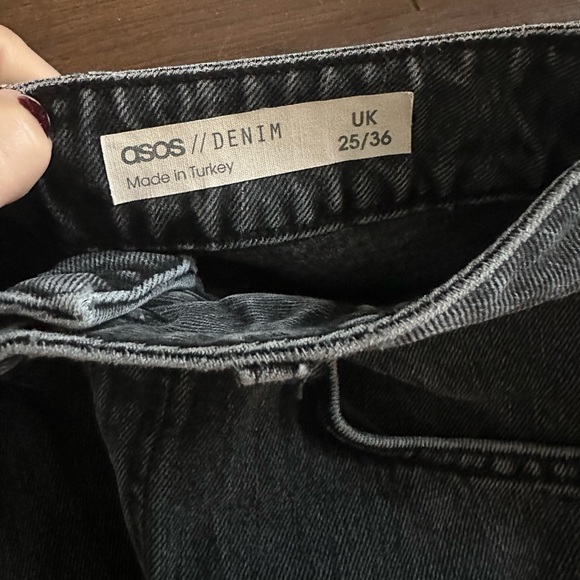 asos // DENIM
Made in Turkey
UK
25/36